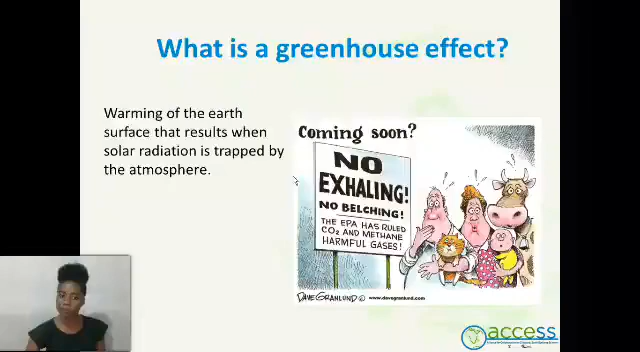 What is a greenhouse effect?
Warming of the earth
surface that results when
solar radiation is trapped by
the atmosphere.
Coming soon?
NO
EXHALING!
NO BELCHING!
THE EPA HAS RULED
CO₂ AND METHANE
HARMFUL GASES!
DAVE GRANLUND © www.davegranlund.com
access